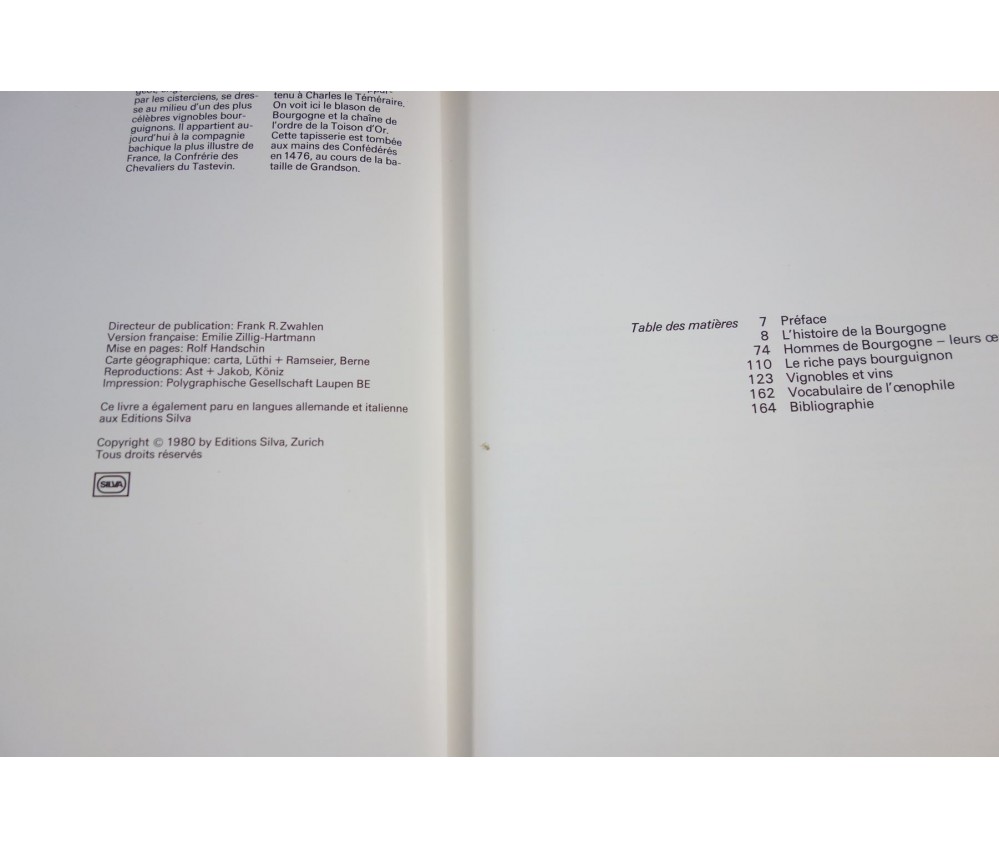 par les cisterciens, se dres-
se au milieu d'un des plus
célèbres vignobles bour-
guignons. Il appartient au-
jourd'hui à la compagnie
bachique la plus illustre de
France, la Confrérie des
Chevaliers du Tastevin.
tenu à Charles le Téméraire.
On voit ici le blason de
Bourgogne et la chaîne de
l'ordre de la Toison d'Or.
Cette tapisserie est tombée
aux mains des Confédérés
en 1476, au cours de la ba-
taille de Grandson.
Directeur de publication: Frank R. Zwahlen
Version française: Emilie Zillig-Hartmann
Mise en pages: Rolf Handschin
Carte géographique: carta, Lüthi + Ramseier, Berne
Reproductions: Ast + Jakob, Köniz
Impression: Polygraphische Gesellschaft Laupen BE
Ce livre a également paru en langues allemande et italienne
aux Editions Silva
Copyright © 1980 by Editions Silva, Zurich
Tous droits réservés
SILVA
Table des matières 7 Préface
8 L'histoire de la Bourgogne
74 Hommes de Bourgogne – leurs œ
110 Le riche pays bourguignon
123 Vignobles et vins
162 Vocabulaire de l'œnophile
164 Bibliographie